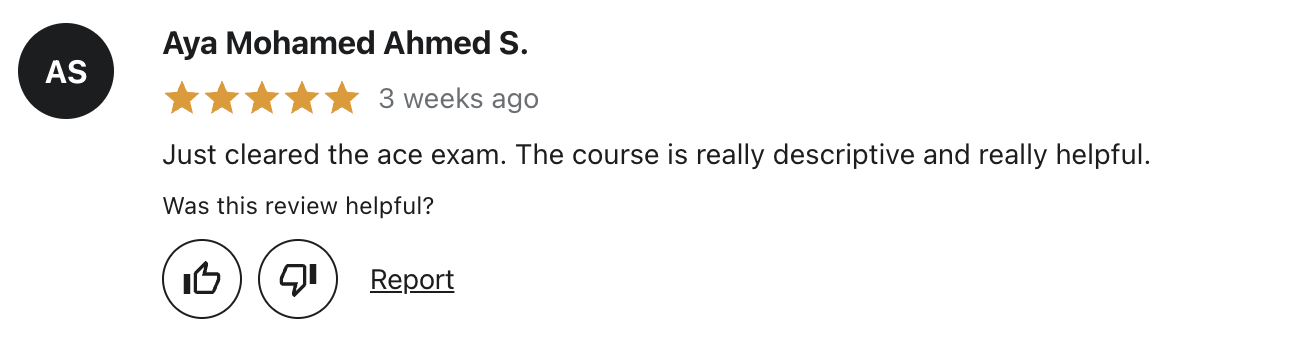 AS
Aya Mohamed Ahmed S.
3 weeks ago
Just cleared the ace exam. The course is really descriptive and really helpful.
Was this review helpful?
Report